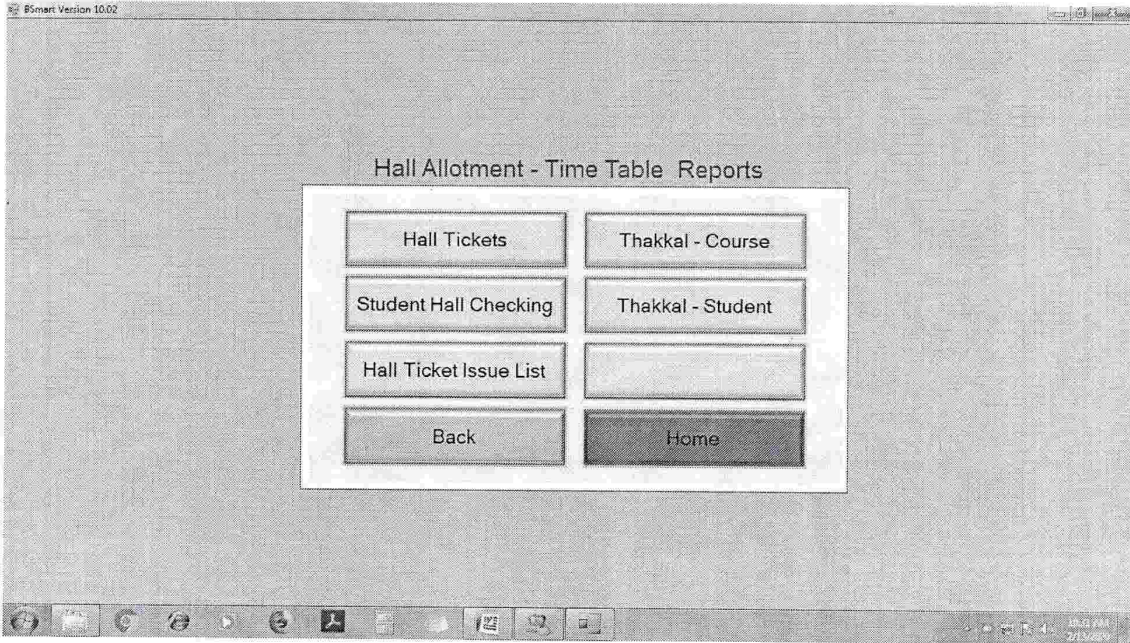 BSmart Version 10.02
Hall Allotment - Time Table Reports
Hall Tickets
Thakkal - Course
Student Hall Checking
Thakkal - Student
Hall Ticket Issue List
Back
Home